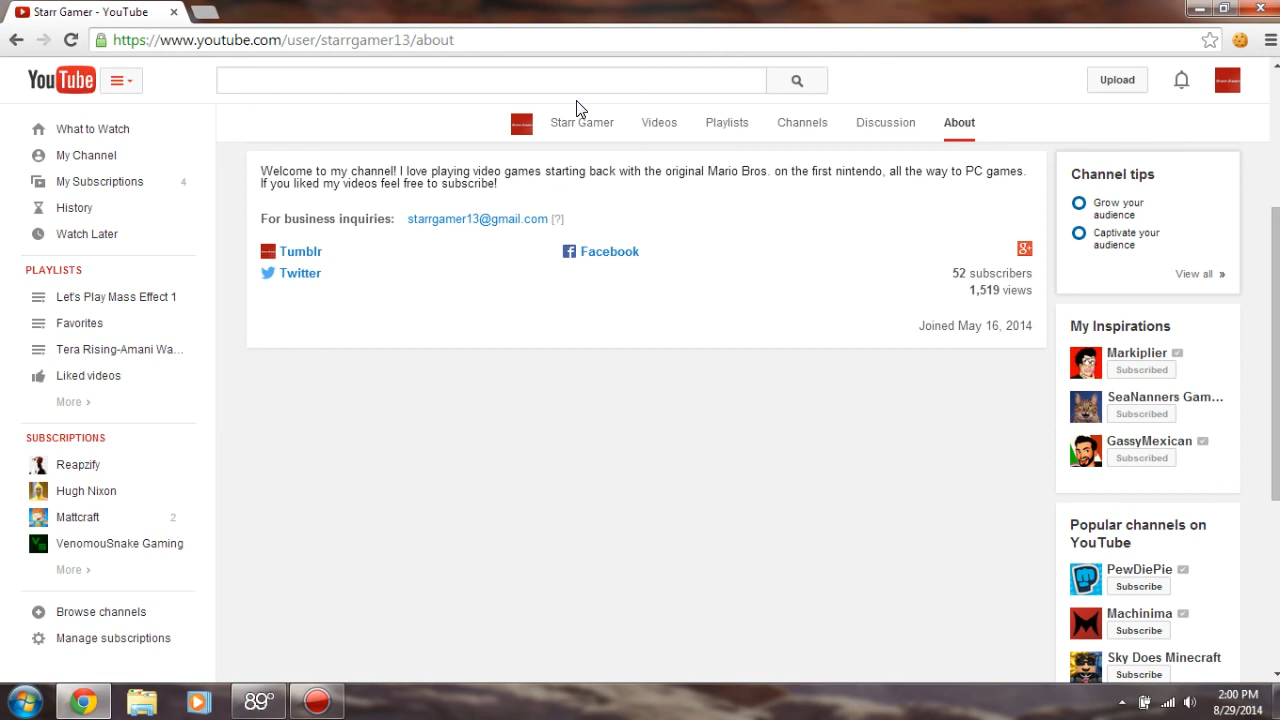 Starr Gamer - YouTube
https://www.youtube.com/user/starrgamer13/about
YouTube
Upload
Starr Gamer Videos Playlists Channels Discussion About
What to Watch
My Channel
My Subscriptions 4
History
Watch Later
PLAYLISTS
Let's Play Mass Effect 1
Favorites
Tera Rising-Amani Wa...
Liked videos
More ›
SUBSCRIPTIONS
Reapzify
Hugh Nixon
Mattcraft 2
VenomouSnake Gaming
More ›
Browse channels
Manage subscriptions
Welcome to my channel! I love playing video games starting back with the original Mario Bros. on the first nintendo, all the way to PC games.
If you liked my videos feel free to subscribe!
For business inquiries: starrgamer13@gmail.com [?]
Tumblr Facebook g+
Twitter 52 subscribers
1,519 views
Joined May 16, 2014
Channel tips
Grow your
audience
Captivate your
audience
View all »
My Inspirations
Markiplier
Subscribed
SeaNanners Gam...
Subscribed
GassyMexican
Subscribed
Popular channels on
YouTube
PewDiePie
Subscribe
Machinima
Subscribe
Sky Does Minecraft
Subscribe
89°
2:00 PM
8/29/2014